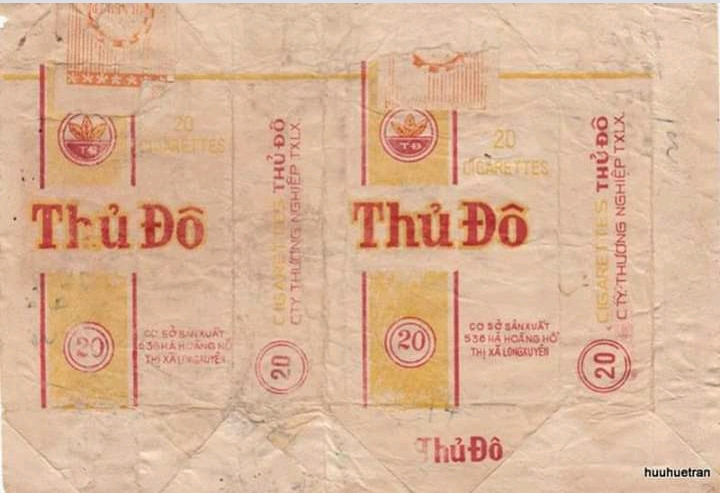 T-Đ
20
CIGARETTES
Thủ Đô
20
CƠ SỞ SẢN XUẤT
536 HÀ HOÀNG HỔ
THỊ XÃ LONGXUYÊN
CIGARETTES THỦ ĐÔ
CTY. THƯƠNG NGHIỆP TXLX.
20
T-Đ
20
CIGARETTES
Thủ Đô
20
CƠ SỞ SẢN XUẤT
536 HÀ HOÀNG HỔ
THỊ XÃ LONGXUYÊN
CIGARETTES THỦ ĐÔ
CTY. THƯƠNG NGHIỆP TXLX.
20
Thủ Đô
huuhuetran